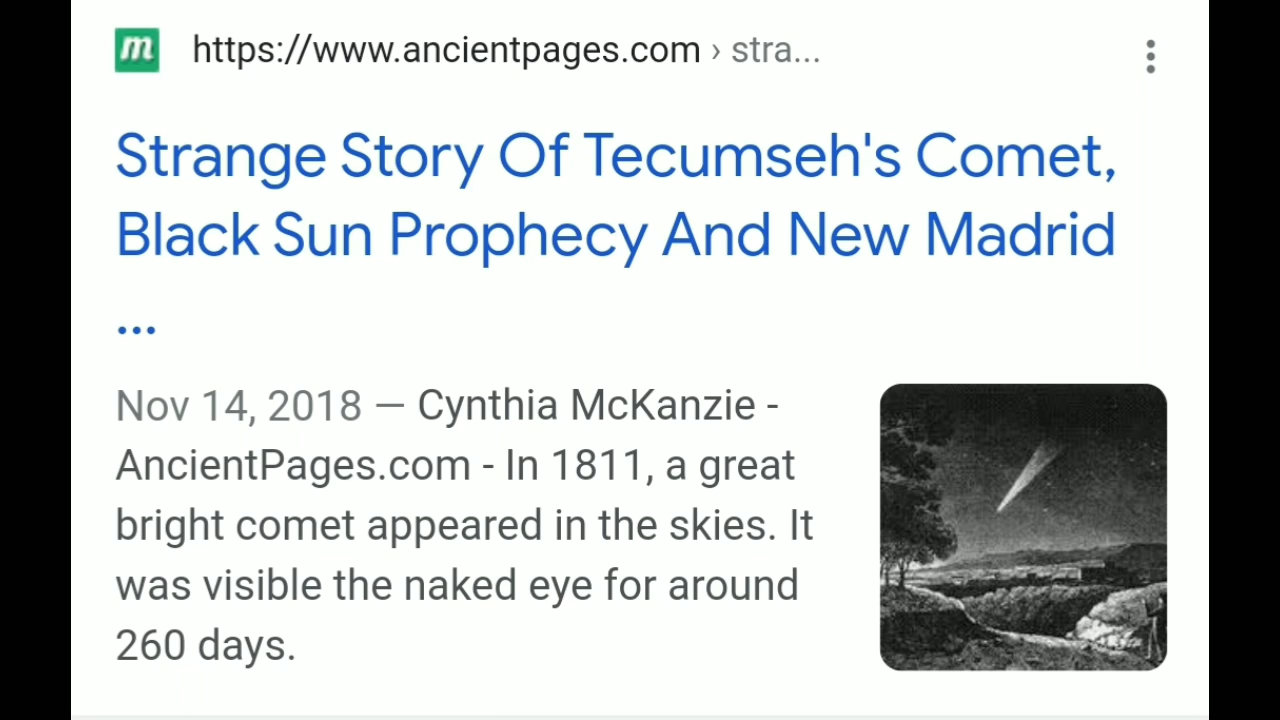 m https://www.ancientpages.com › stra...
Strange Story Of Tecumseh's Comet,
Black Sun Prophecy And New Madrid
...
Nov 14, 2018 — Cynthia McKanzie -
AncientPages.com - In 1811, a great
bright comet appeared in the skies. It
was visible the naked eye for around
260 days.